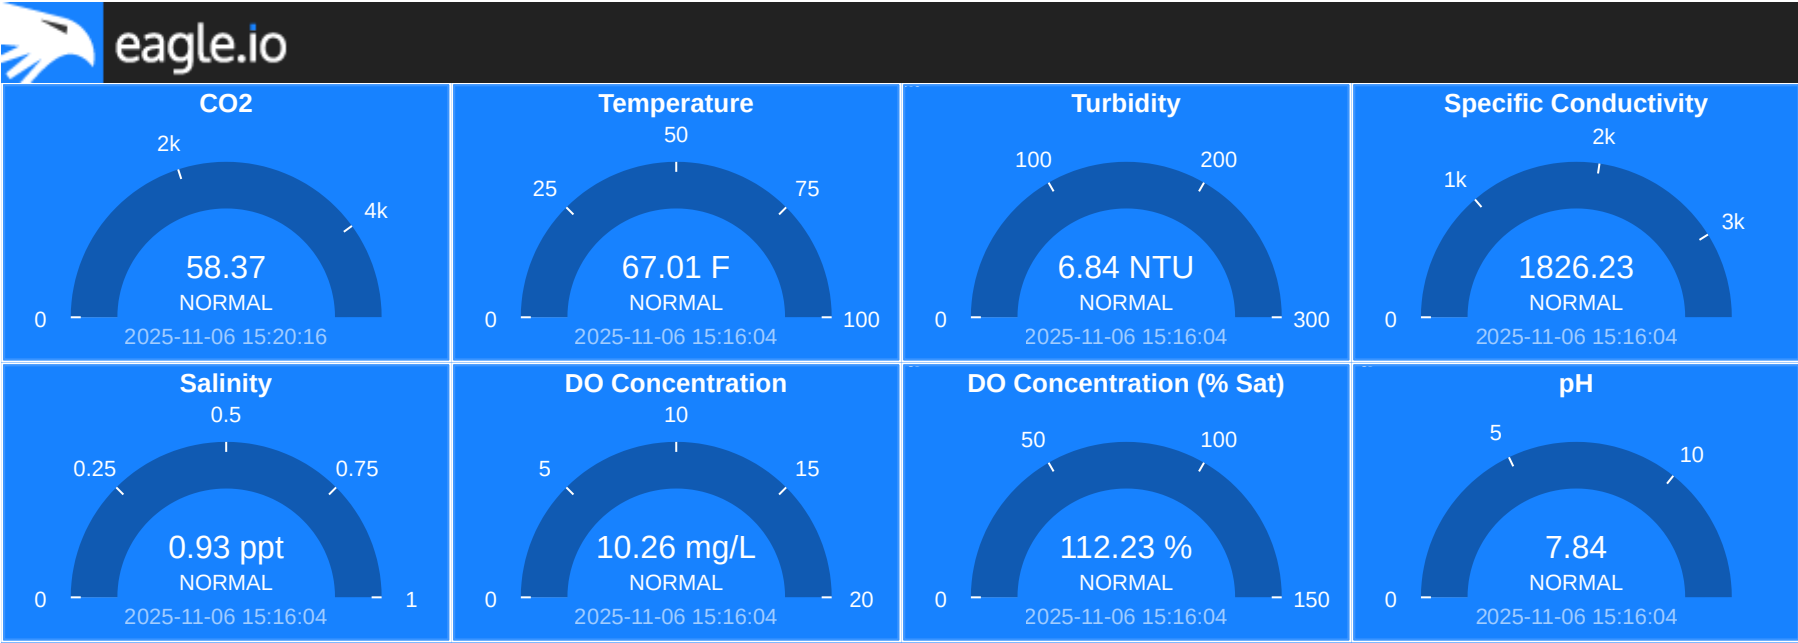 eagle.io
CO2
2k
4k
58.37
NORMAL
0
2025-11-06 15:20:16
Temperature
50
25
75
67.01 F
NORMAL
0
100
2025-11-06 15:16:04
Turbidity
100
200
6.84 NTU
NORMAL
0
300
2025-11-06 15:16:04
Specific Conductivity
2k
1k
3k
1826.23
NORMAL
0
2025-11-06 15:16:04
Salinity
0.5
0.25
0.75
0.93 ppt
NORMAL
0
1
2025-11-06 15:16:04
DO Concentration
10
5
15
10.26 mg/L
NORMAL
0
20
2025-11-06 15:16:04
DO Concentration (% Sat)
50
100
112.23 %
NORMAL
0
150
2025-11-06 15:16:04
pH
5
10
7.84
NORMAL
0
2025-11-06 15:16:04